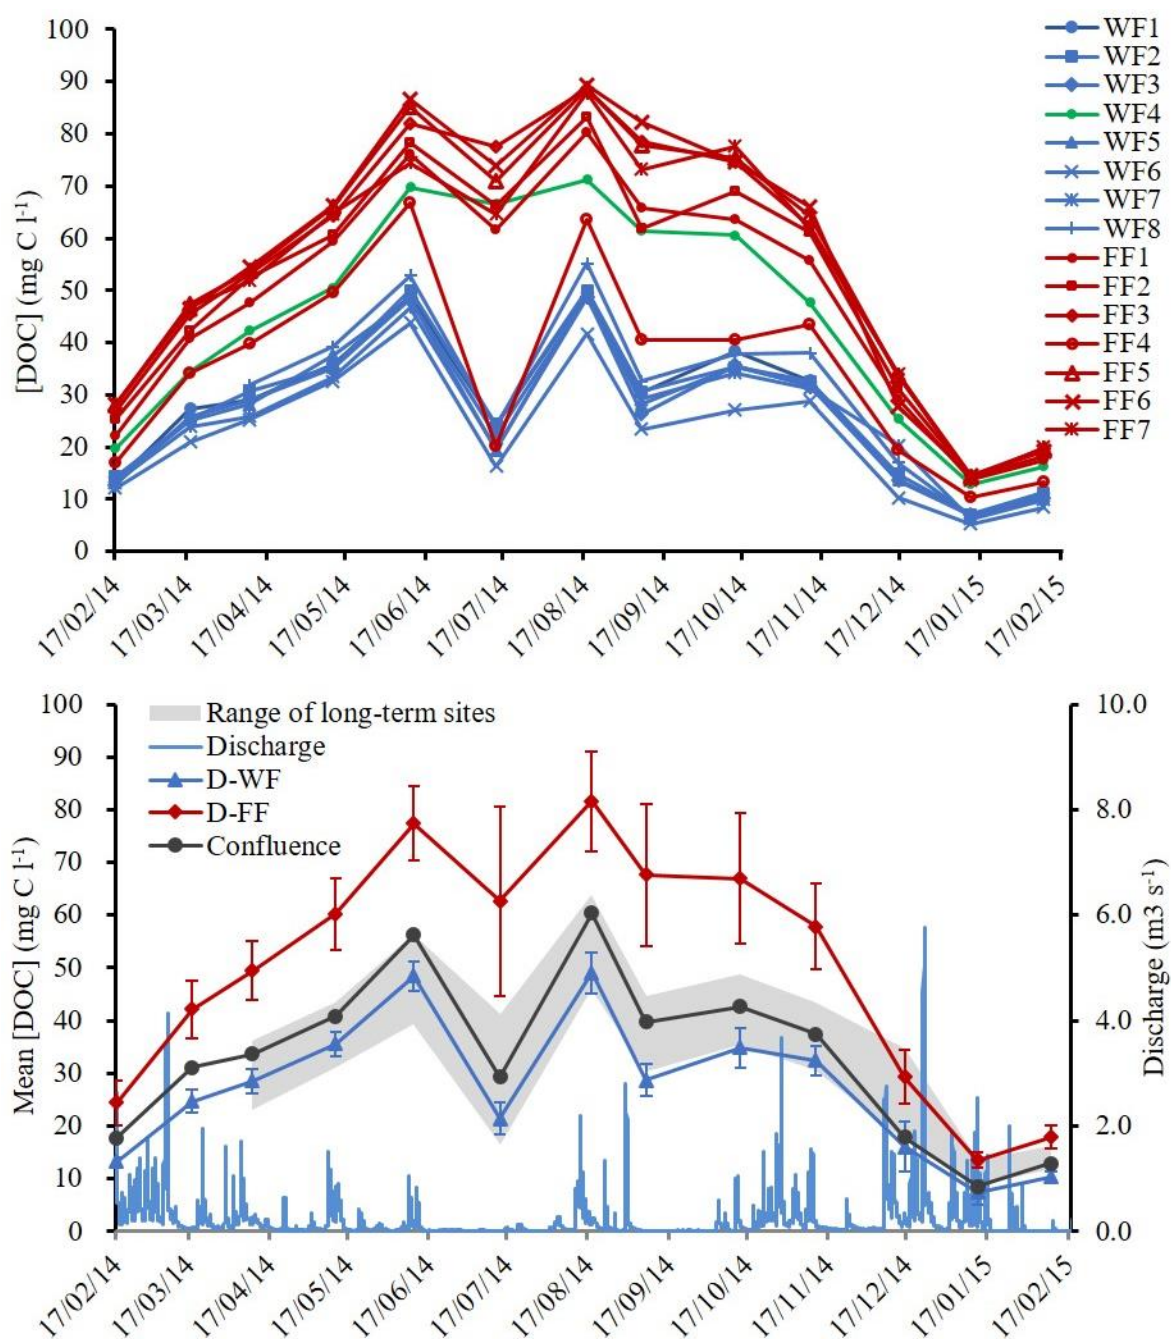 100
90
80
70
60
50
40
30
20
10
0
[DOC] (mg C l-1)
17/02/14
17/03/14
17/04/14
17/05/14
17/06/14
17/07/14
17/08/14
17/09/14
17/10/14
17/11/14
17/12/14
17/01/15
17/02/15
WF1
WF2
WF3
WF4
WF5
WF6
WF7
WF8
FF1
FF2
FF3
FF4
FF5
FF6
FF7
100
90
80
70
60
50
40
30
20
10
0
Mean [DOC] (mg C l-1)
Range of long-term sites
Discharge
D-WF
D-FF
Confluence
10.0
8.0
6.0
4.0
2.0
0.0
Discharge (m3 s-1)
17/02/14
17/03/14
17/04/14
17/05/14
17/06/14
17/07/14
17/08/14
17/09/14
17/10/14
17/11/14
17/12/14
17/01/15
17/02/15